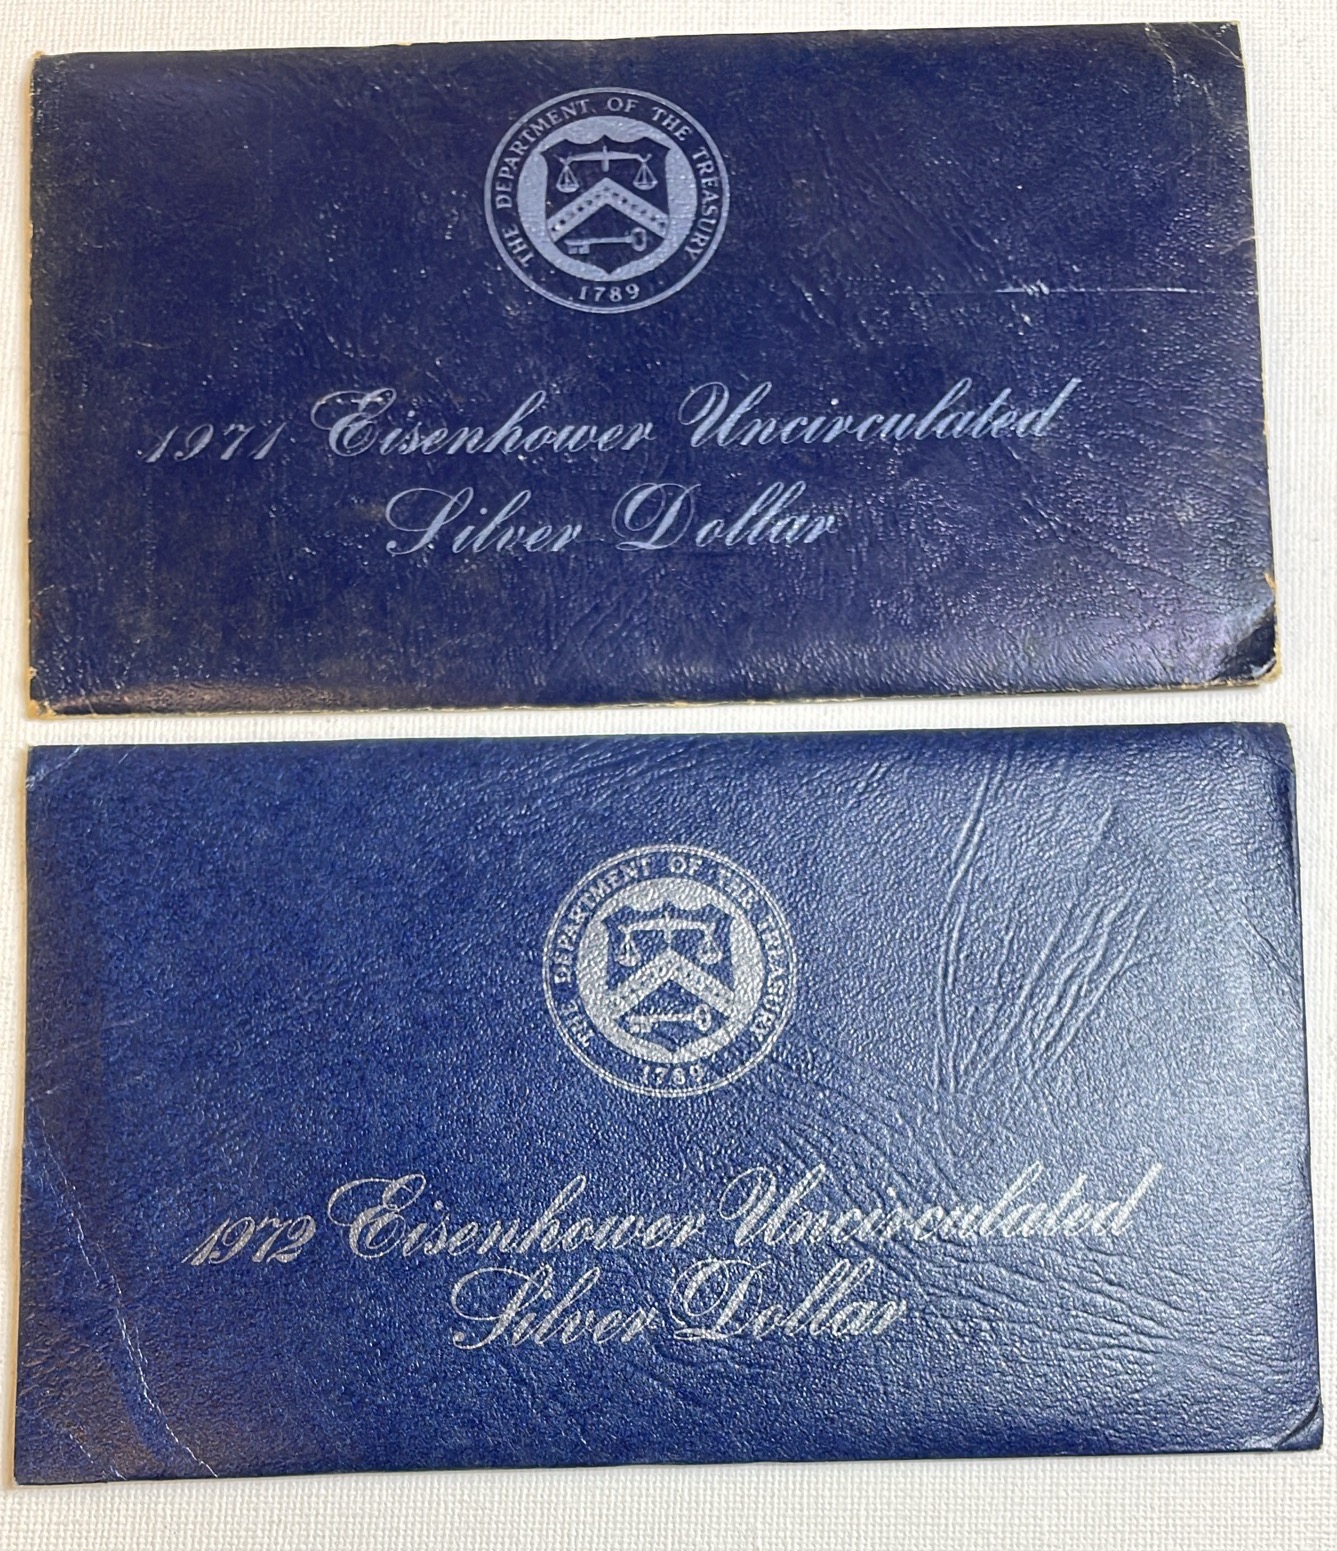 THE DEPARTMENT OF THE TREASURY
1789
1971 Eisenhower Uncirculated
Silver Dollar
THE DEPARTMENT OF THE TREASURY
1789
1972 Eisenhower Uncirculated
Silver Dollar